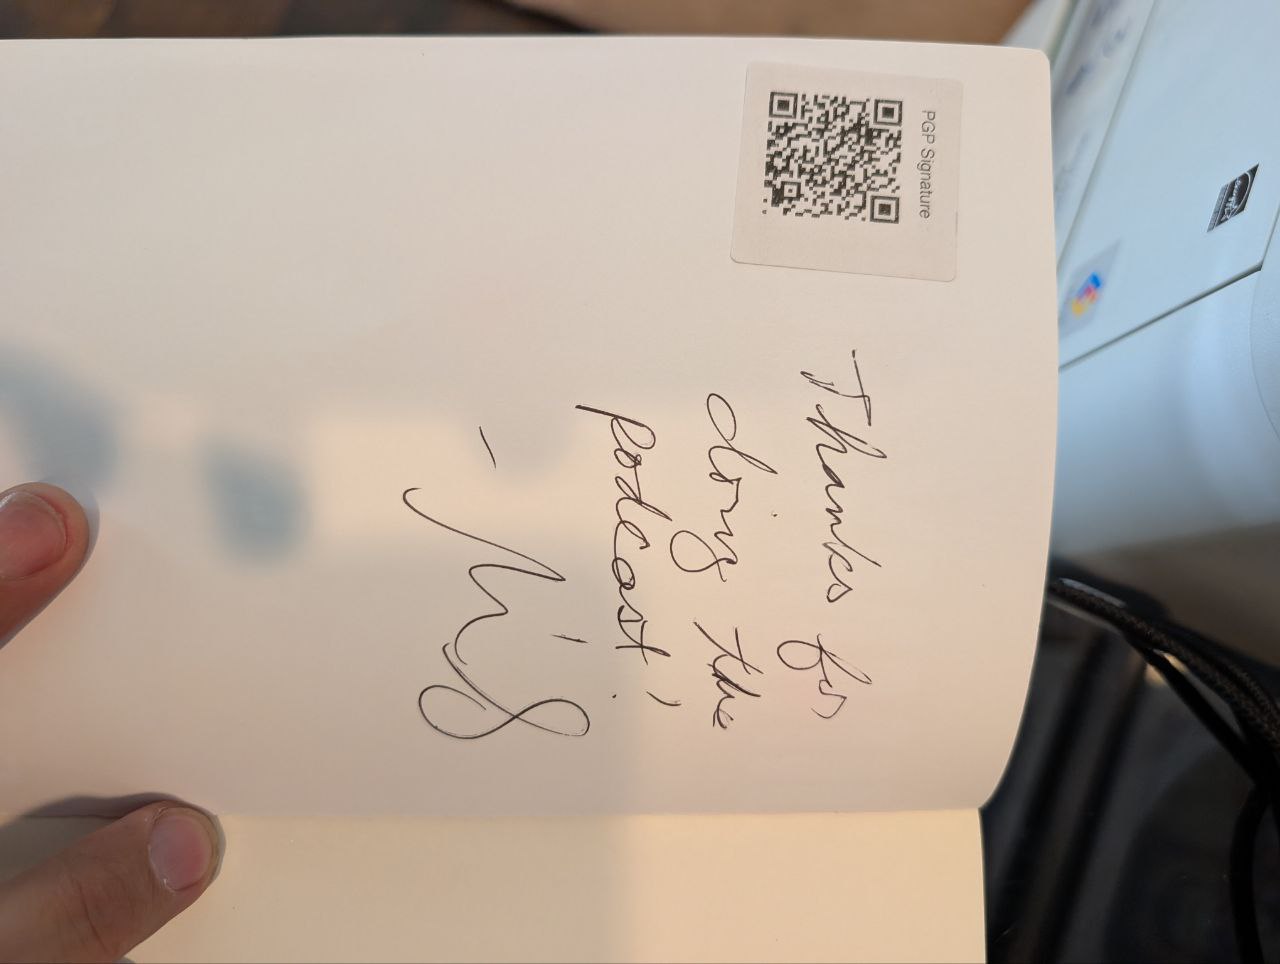 PGP Signature
Thanks for
doing the
podcast!